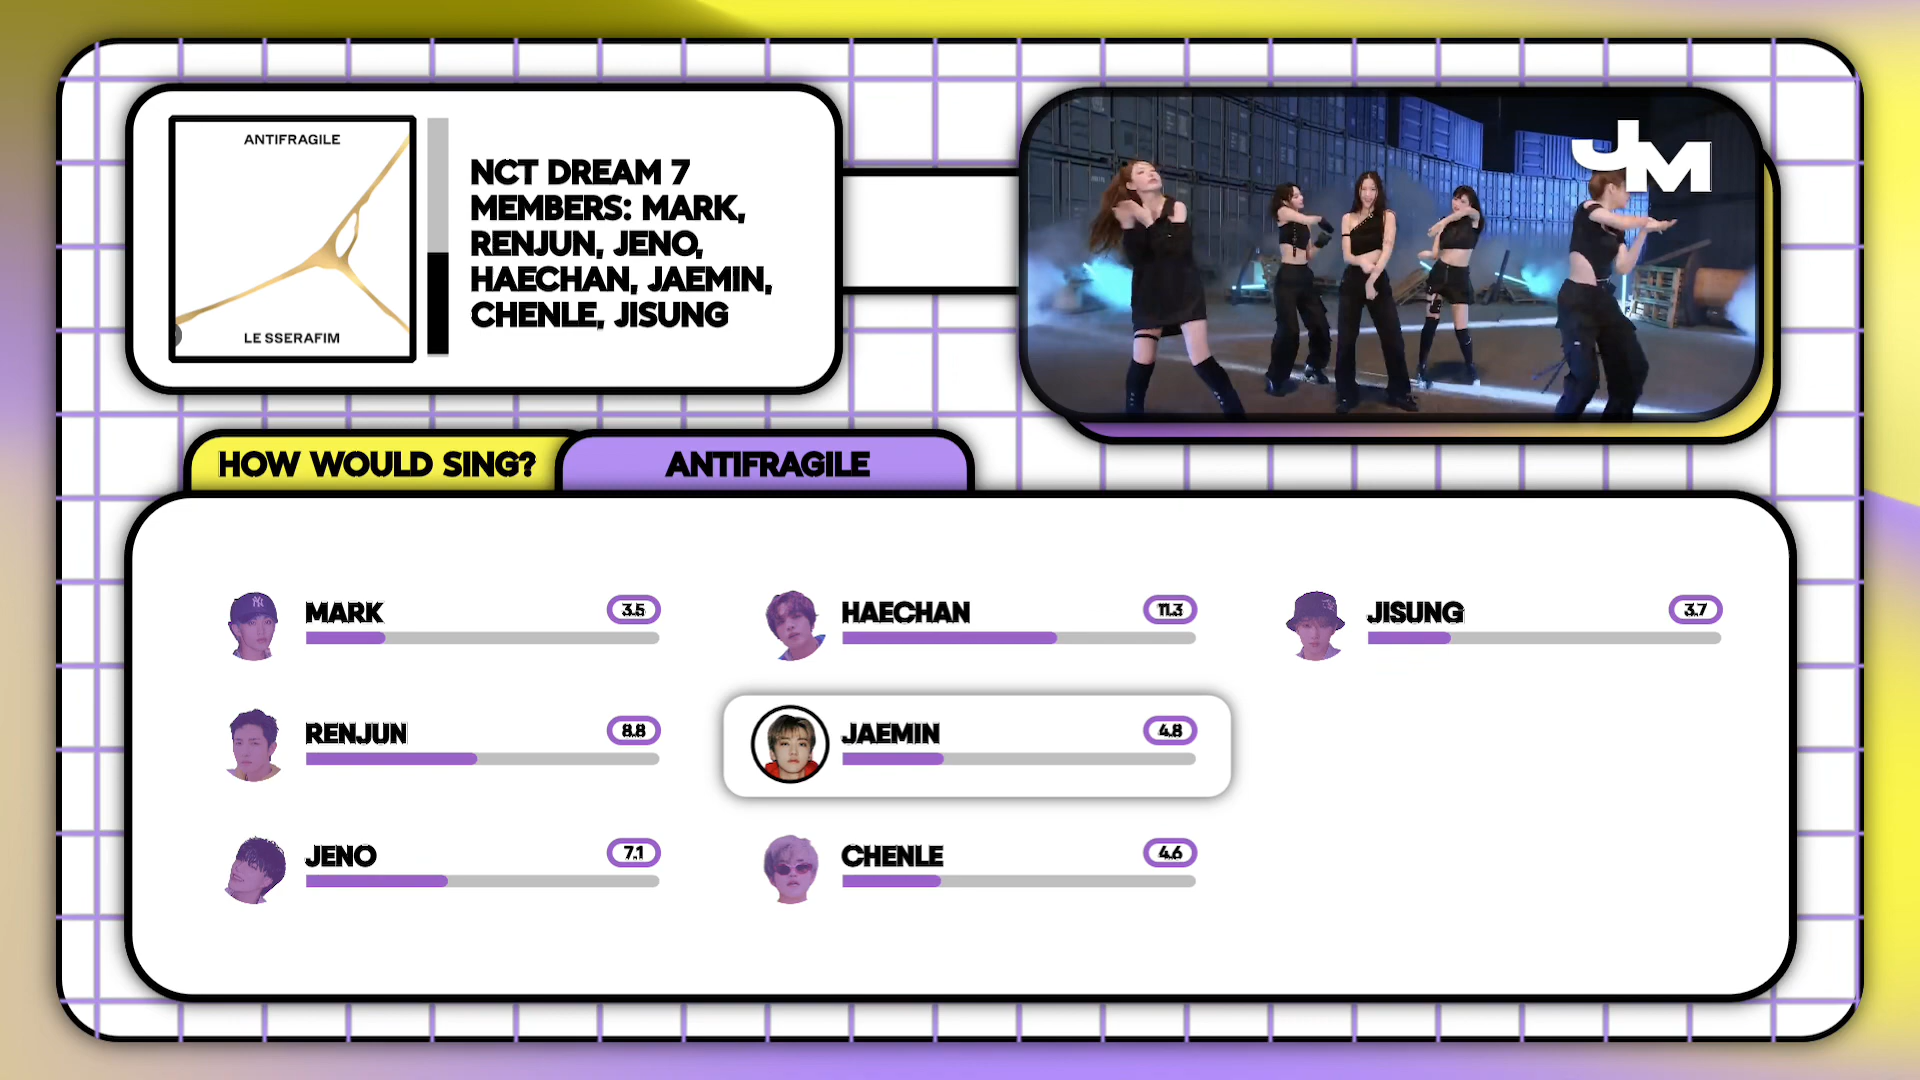 ANTIFRAGILE
LE SSERAFIM
NCT DREAM 7
MEMBERS: MARK,
RENJUN, JENO,
HAECHAN, JAEMIN,
CHENLE, JISUNG
JM
HOW WOULD SING?
ANTIFRAGILE
MARK 3.5
RENJUN 8.8
JENO 7.1
HAECHAN 11.3
JAEMIN 4.8
CHENLE 4.6
JISUNG 3.7